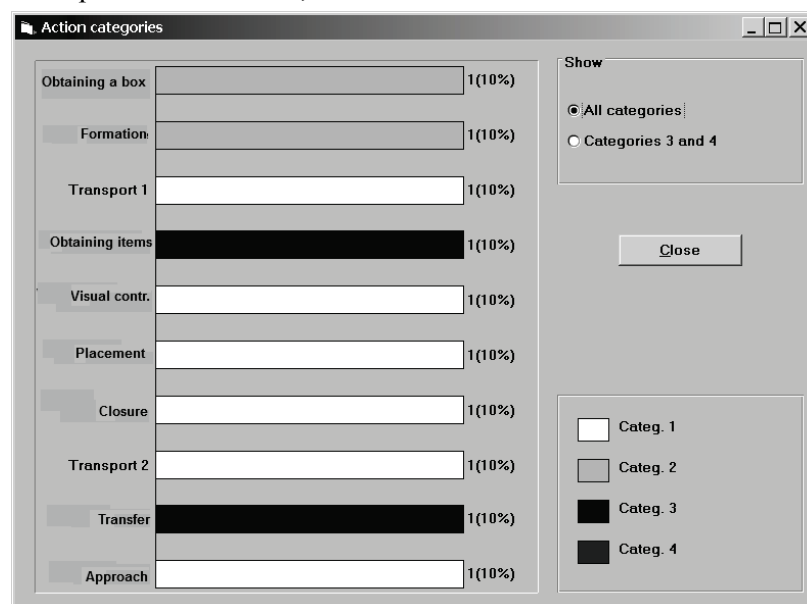 Action categories
Obtaining a box 1(10%)
Formation 1(10%)
Transport 1 1(10%)
Obtaining items 1(10%)
Visual contr. 1(10%)
Placement 1(10%)
Closure 1(10%)
Transport 2 1(10%)
Transfer 1(10%)
Approach 1(10%)
Show
All categories
Categories 3 and 4
Close
Categ. 1
Categ. 2
Categ. 3
Categ. 4